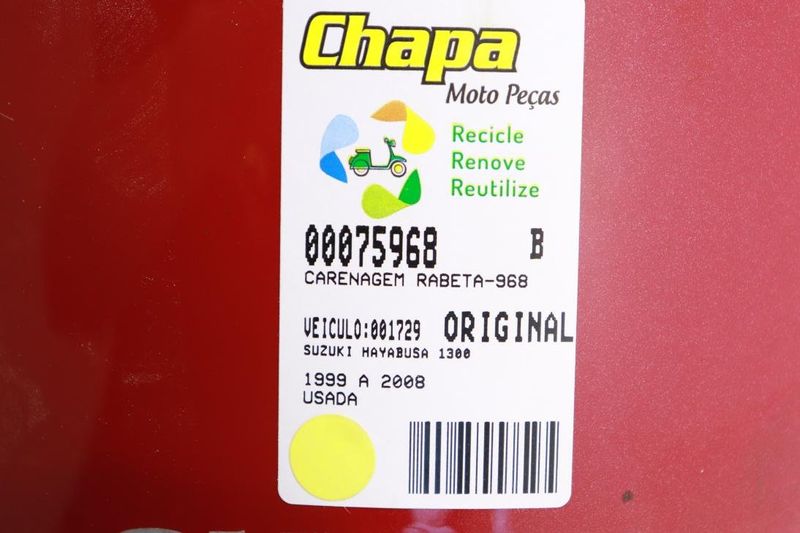 Chapa
Moto Peças
Recicle
Renove
Reutilize
00075968 B
CARENAGEM RABETA-968
VEICULO:001729 ORIGINAL
SUZUKI HAYABUSA 1300
1999 A 2008
USADA